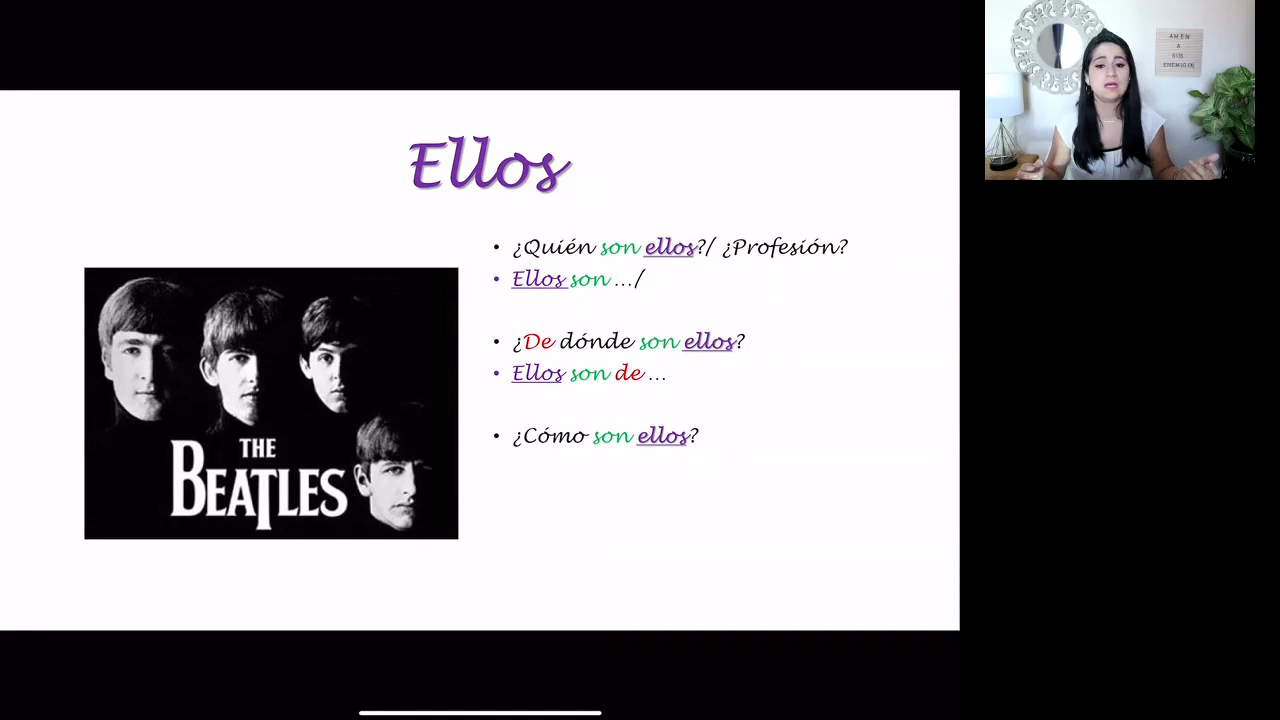 Ellos
• ¿Quién son ellos?/ ¿Profesión?
• Ellos son .../
• ¿De dónde son ellos?
• Ellos son de ...
• ¿Cómo son ellos?
THE
BEATLES
AMEN
A
SUS
ENEMIGOS